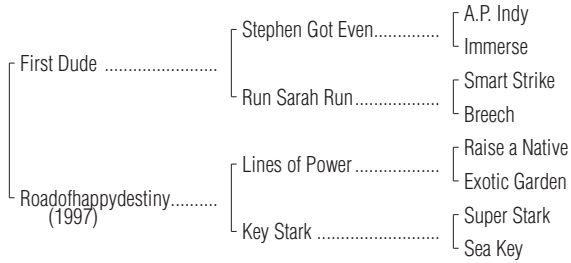 Stephen Got Even..............
A.P. Indy
Immerse
First Dude ........................
Run Sarah Run..................
Smart Strike
Breech
Lines of Power ..................
Raise a Native
Exotic Garden
Roadofhappydestiny..........
(1997)
Key Stark ..........................
Super Stark
Sea Key